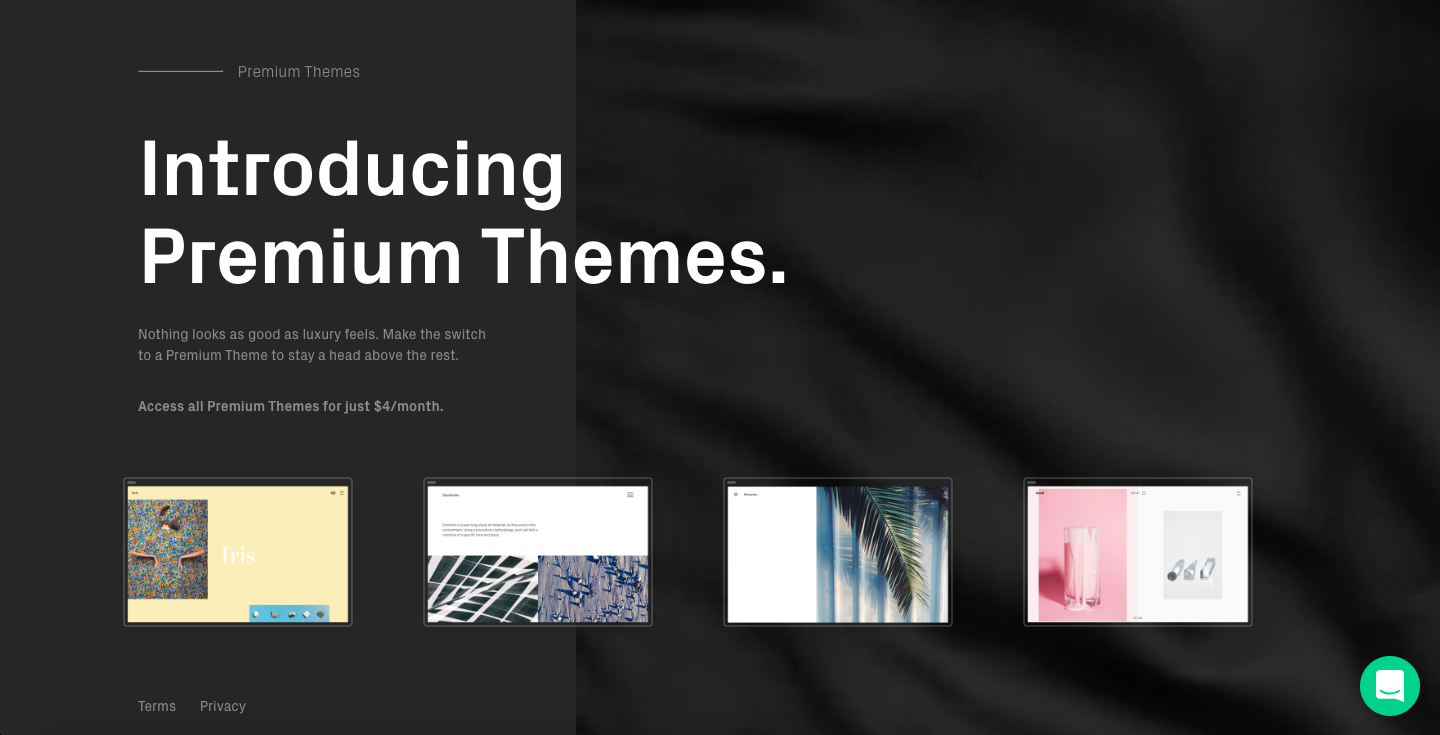 Premium Themes
Introducing
Premium Themes.
Nothing looks as good as luxury feels. Make the switch
to a Premium Theme to stay a head above the rest.
Access all Premium Themes for just $4/month.
Iris
Iris
Terms
Privacy